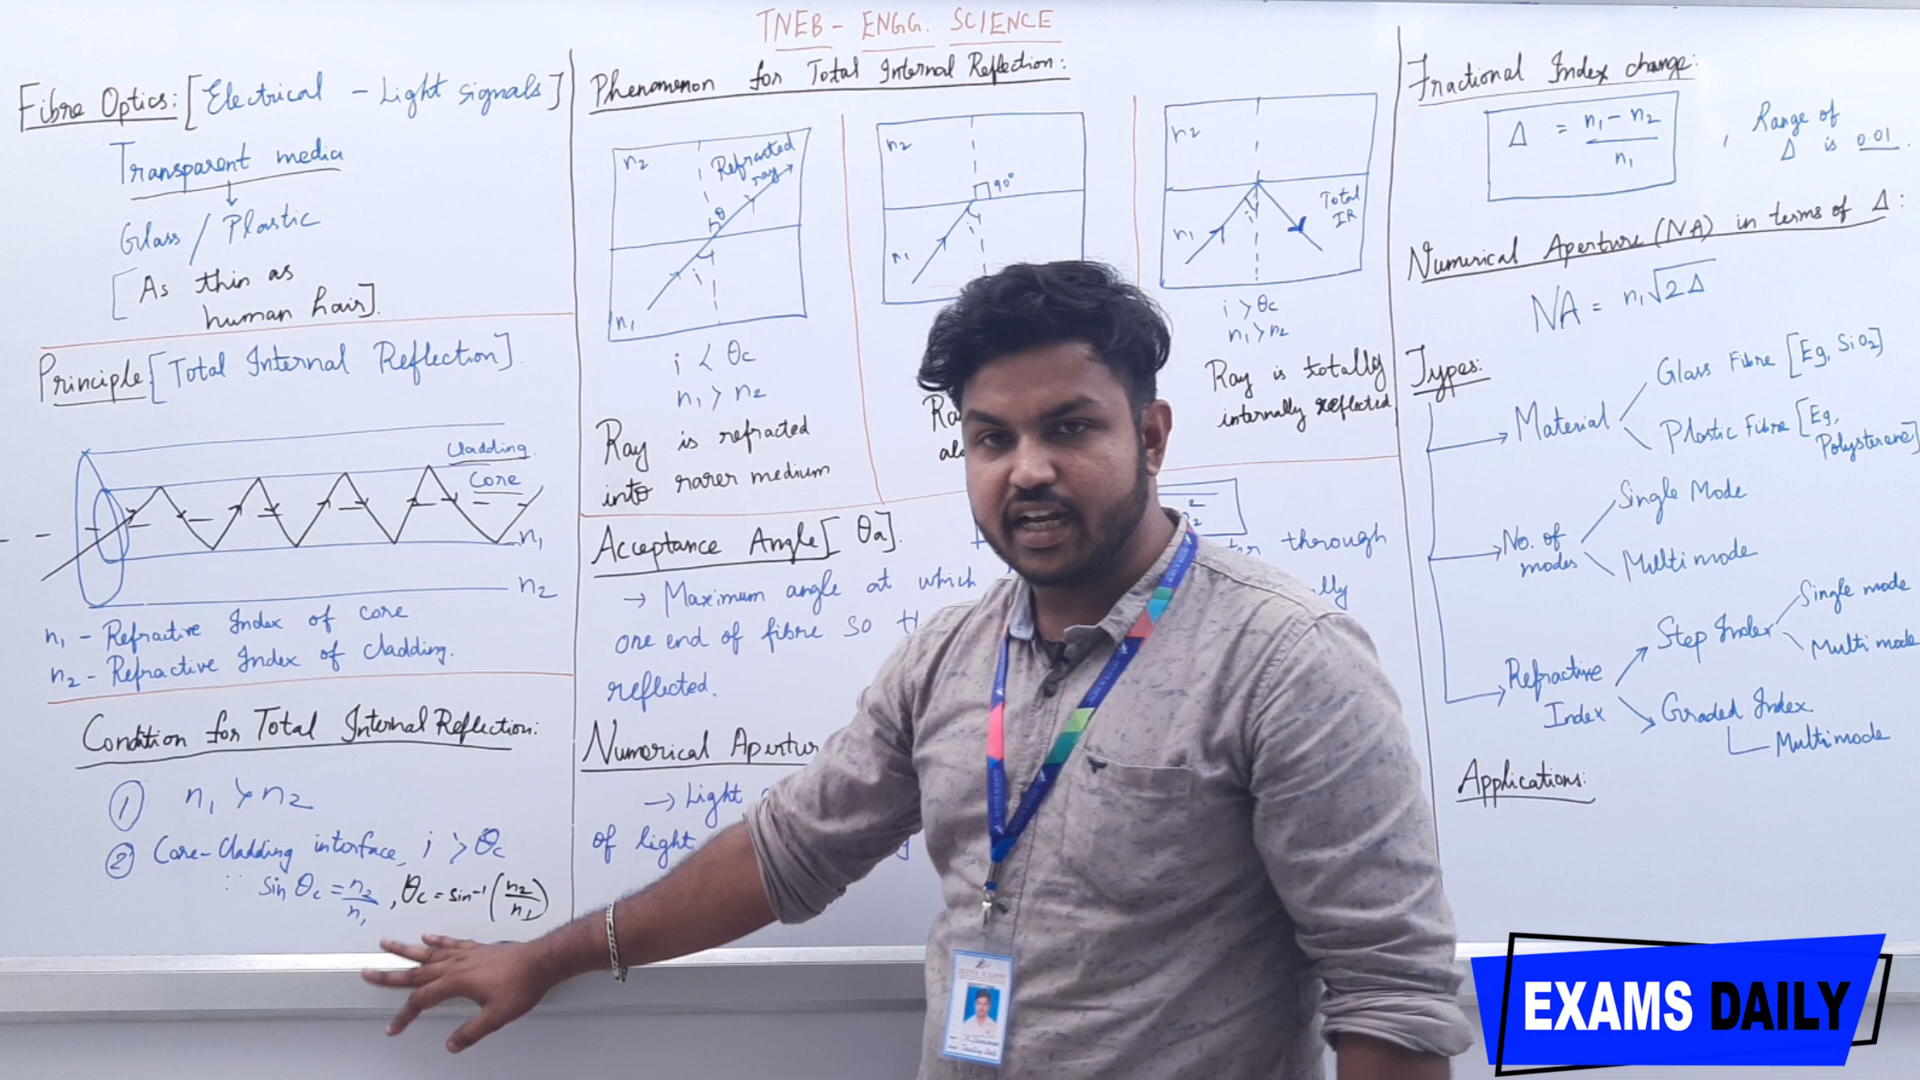 TNEB - ENGG. SCIENCE
Fibre Optics: [Electrical - Light signals]
Transparent media
Glass / Plastic
[As thin as
human hair].
Principle [Total Internal Reflection].
Cladding.
Core
n1
n2
n1 - Refractive Index of core
n2 - Refractive Index of cladding.
Condition for Total Internal Reflection:
① n1 > n2
② Core-Cladding interface, i > θc
∵ sin θc = n2/n1, θc = sin⁻¹(n2/n1)
Phenomenon for Total Internal Reflection:
n2
Refracted
ray
θ
i
n1
i < θc
n1 > n2
Ray is refracted
into rarer medium
n2
90°
n1
n2
Total
IR
n1
i
i > θc
n1 > n2
Ray is totally
internally reflected
Acceptance Angle [θa].
→ Maximum angle at which through
one end of fibre so
reflected.
Numerical
→ Light
of light
Fractional Index change:
Δ = n1 - n2 / n1 , Range of
Δ is 0.01.
Numerical Aperture (NA) in terms of Δ:
NA = n1√2Δ
Types:
Material
Glass Fibre [Eg, SiO2]
Plastic Fibre [Eg,
Polysterene]
No. of
modes
Single Mode
Multimode
Refractive
Index
Step Index
Single mode
Multi mode
Graded Index
Multimode
Applications:
EXAMS DAILY